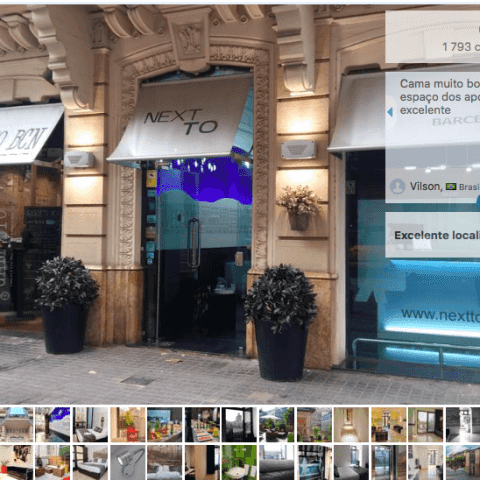 1 793 c
Cama muito bo
espaço dos apo
excelente
Vilson, Brasi
Excelente locali
O BCN
NEXT
TO
BARCE
www.nextto